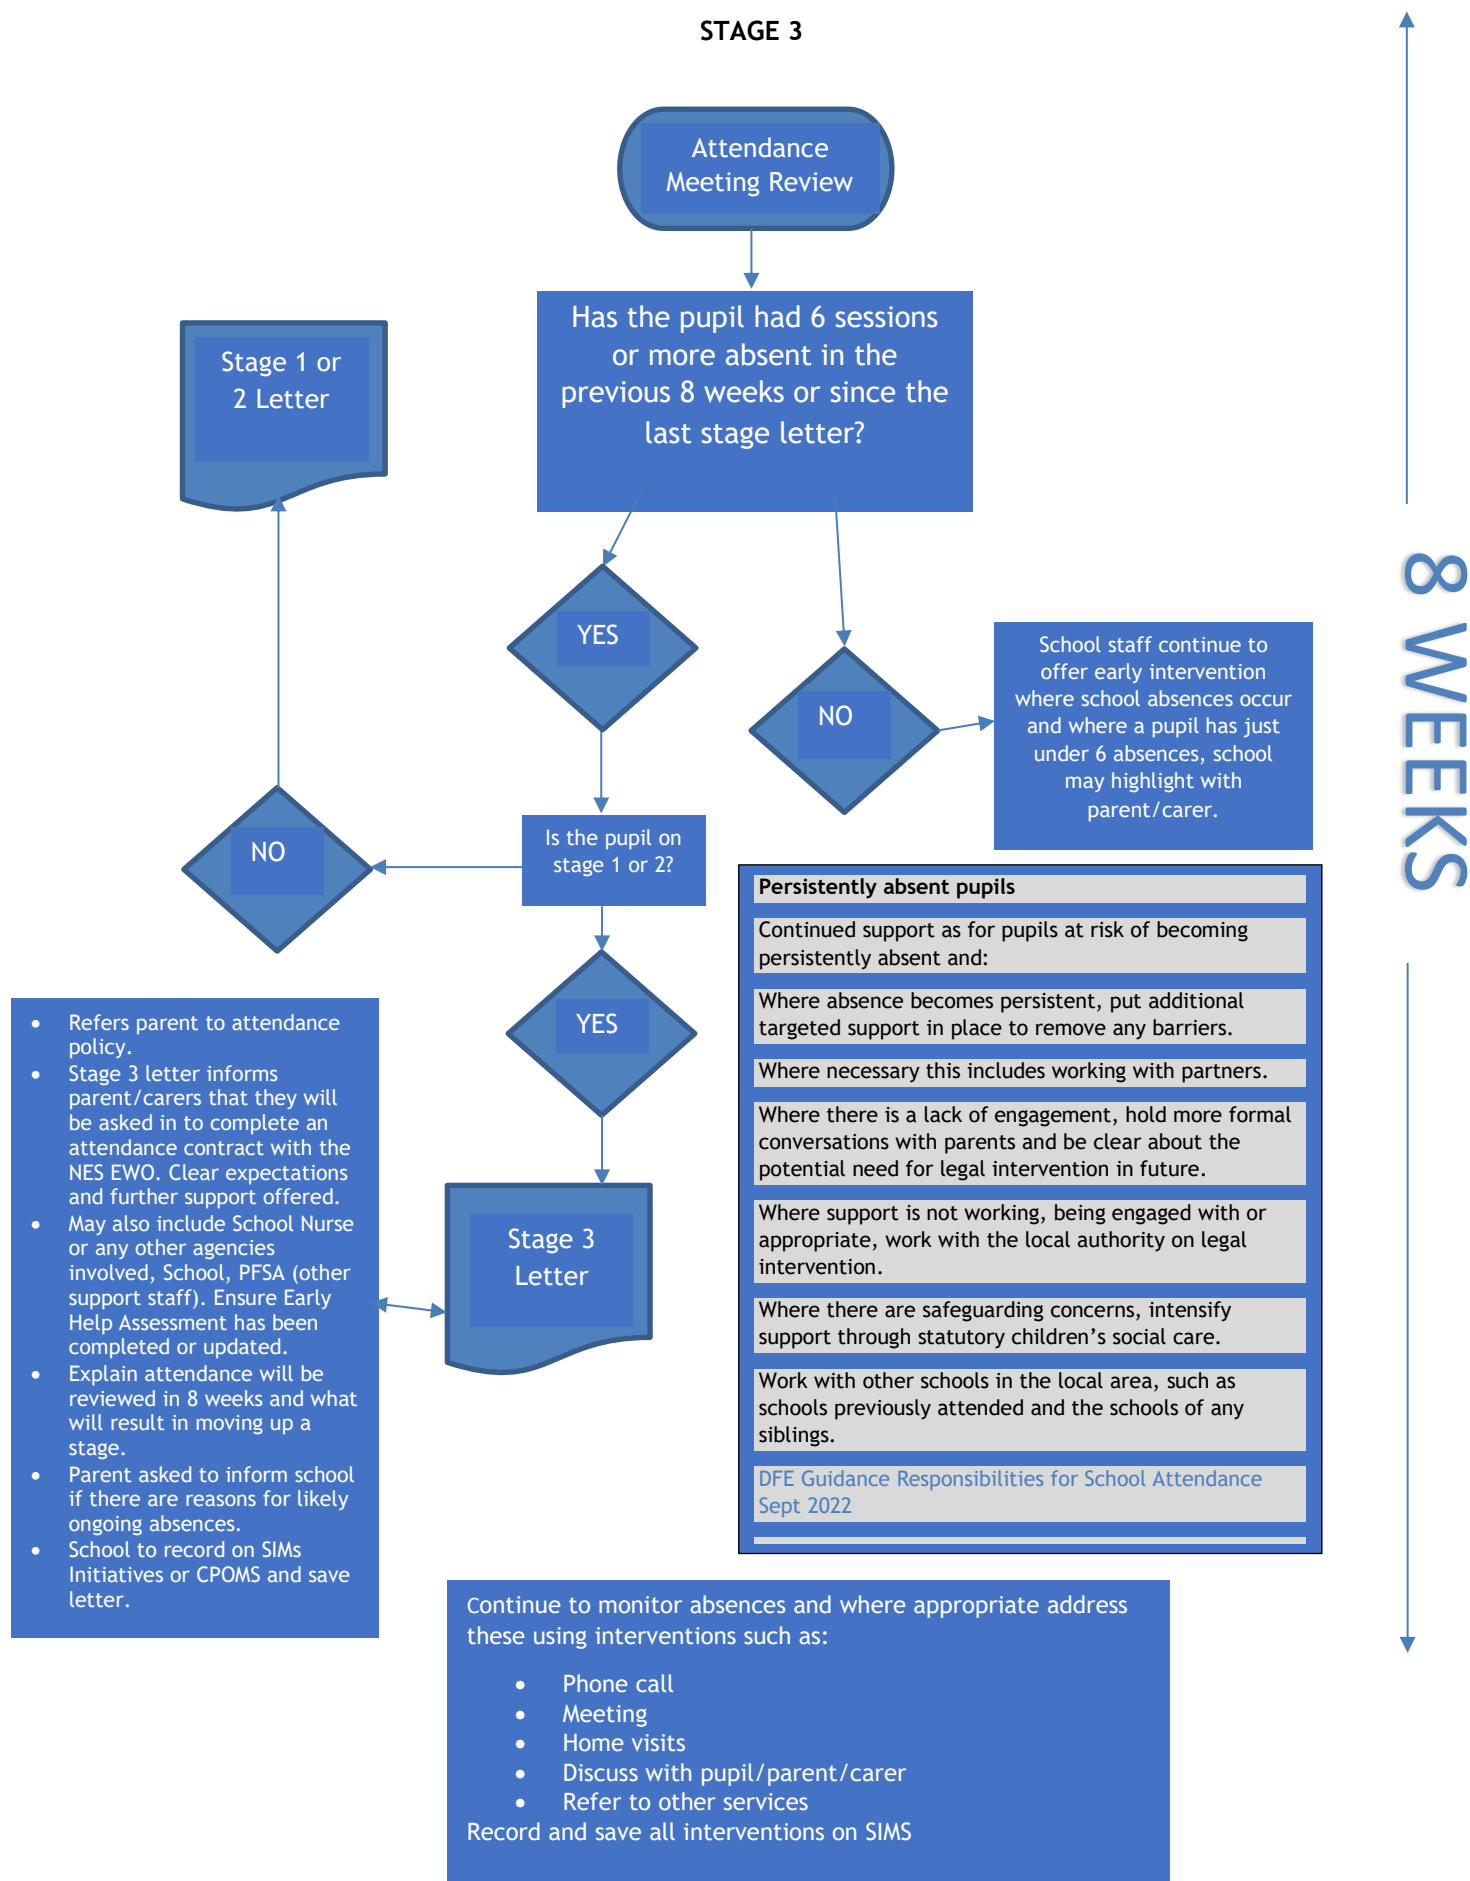 STAGE 3
Attendance
Meeting Review
Has the pupil had 6 sessions
or more absent in the
previous 8 weeks or since the
last stage letter?
Stage 1 or
2 Letter
YES
NO
School staff continue to
offer early intervention
where school absences occur
and where a pupil has just
under 6 absences, school
may highlight with
parent/carer.
8 WEEKS
Is the pupil on
stage 1 or 2?
NO
YES
Stage 3
Letter
• Refers parent to attendance
policy.
• Stage 3 letter informs
parent/carers that they will
be asked in to complete an
attendance contract with the
NES EWO. Clear expectations
and further support offered.
• May also include School Nurse
or any other agencies
involved, School, PFSA (other
support staff). Ensure Early
Help Assessment has been
completed or updated.
• Explain attendance will be
reviewed in 8 weeks and what
will result in moving up a
stage.
• Parent asked to inform school
if there are reasons for likely
ongoing absences.
• School to record on SIMs
Initiatives or CPOMS and save
letter.
Persistently absent pupils
Continued support as for pupils at risk of becoming
persistently absent and:
Where absence becomes persistent, put additional
targeted support in place to remove any barriers.
Where necessary this includes working with partners.
Where there is a lack of engagement, hold more formal
conversations with parents and be clear about the
potential need for legal intervention in future.
Where support is not working, being engaged with or
appropriate, work with the local authority on legal
intervention.
Where there are safeguarding concerns, intensify
support through statutory children’s social care.
Work with other schools in the local area, such as
schools previously attended and the schools of any
siblings.
DFE Guidance Responsibilities for School Attendance
Sept 2022
Continue to monitor absences and where appropriate address
these using interventions such as:
• Phone call
• Meeting
• Home visits
• Discuss with pupil/parent/carer
• Refer to other services
Record and save all interventions on SIMS